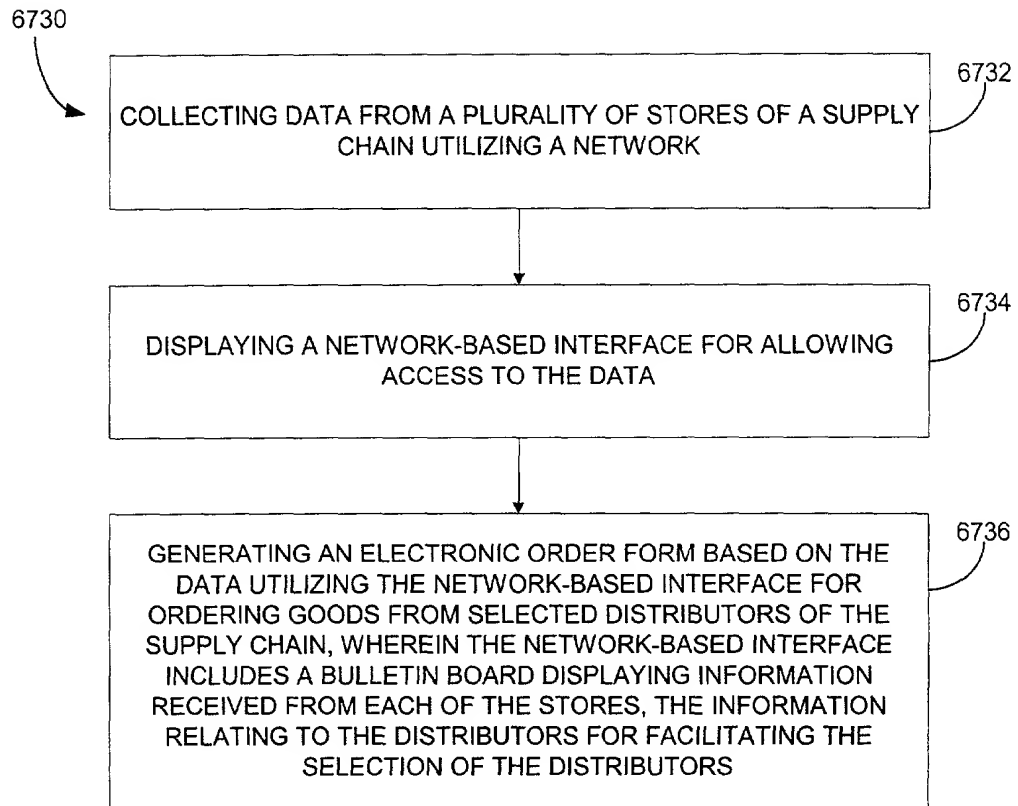 6730
6732
COLLECTING DATA FROM A PLURALITY OF STORES OF A SUPPLY
CHAIN UTILIZING A NETWORK
6734
DISPLAYING A NETWORK-BASED INTERFACE FOR ALLOWING
ACCESS TO THE DATA
6736
GENERATING AN ELECTRONIC ORDER FORM BASED ON THE
DATA UTILIZING THE NETWORK-BASED INTERFACE FOR
ORDERING GOODS FROM SELECTED DISTRIBUTORS OF THE
SUPPLY CHAIN, WHEREIN THE NETWORK-BASED INTERFACE
INCLUDES A BULLETIN BOARD DISPLAYING INFORMATION
RECEIVED FROM EACH OF THE STORES, THE INFORMATION
RELATING TO THE DISTRIBUTORS FOR FACILITATING THE
SELECTION OF THE DISTRIBUTORS